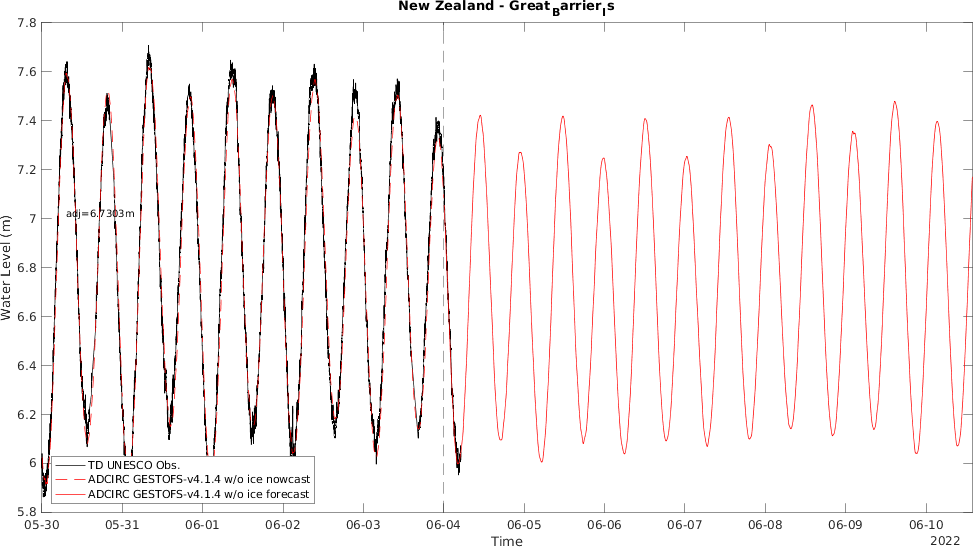 New Zealand - Great_Barrier_Is
7.8
7.6
7.4
7.2
7
6.8
6.6
6.4
6.2
6
5.8
Water Level (m)
adj=6.7303m
TD UNESCO Obs.
ADCIRC GESTOFS-v4.1.4 w/o ice nowcast
ADCIRC GESTOFS-v4.1.4 w/o ice forecast
05-30 05-31 06-01 06-02 06-03 06-04 06-05 06-06 06-07 06-08 06-09 06-10
Time
2022